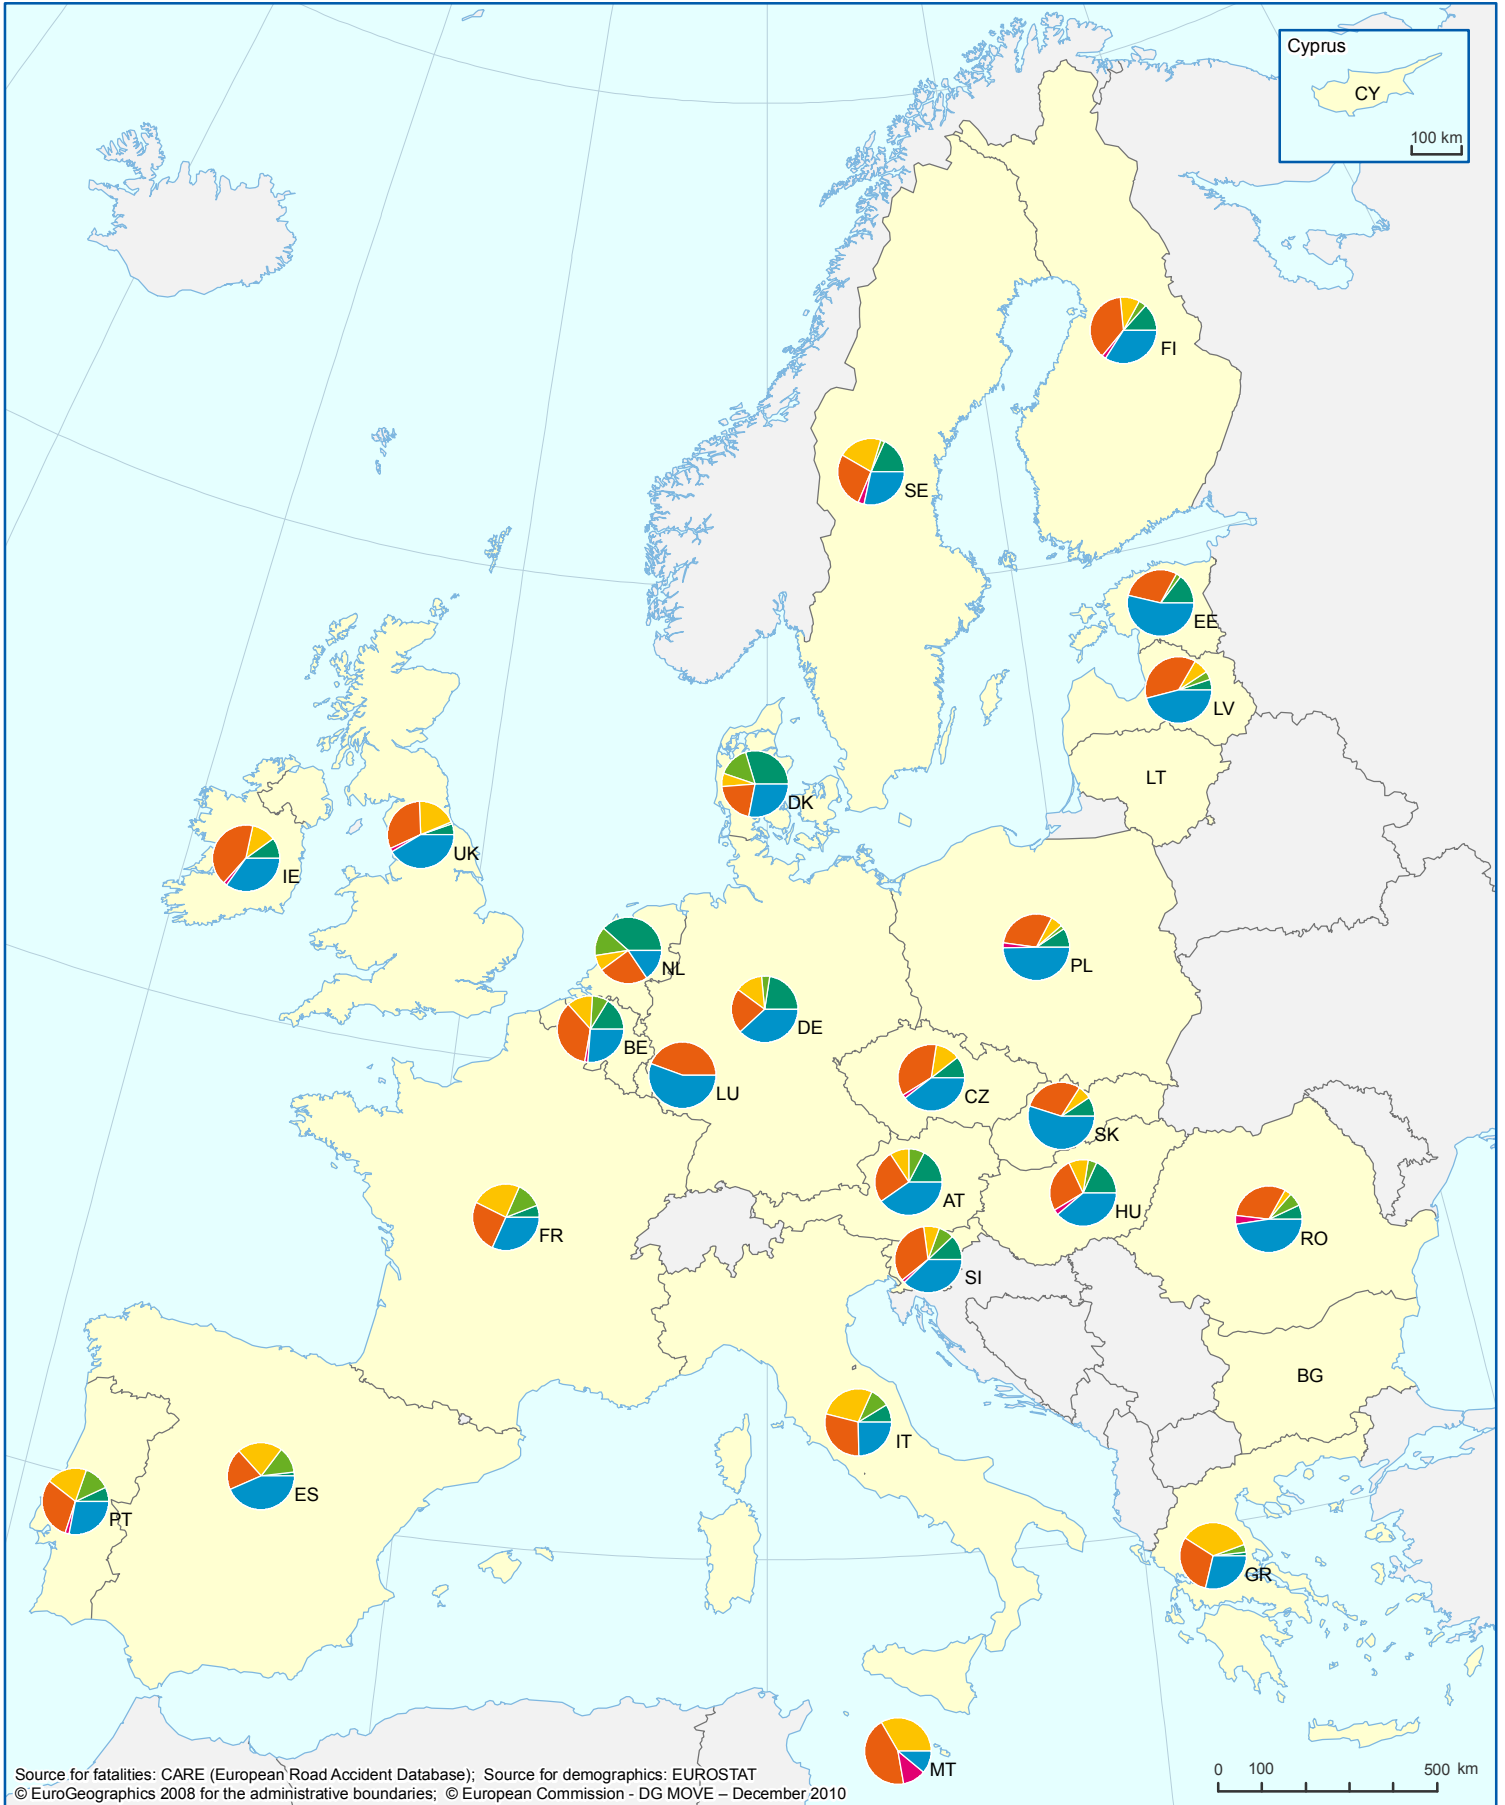 Cyprus
CY
100 km
FI
SE
EE
LV
LT
DK
UK
IE
NL
PL
DE
BE
LU
CZ
SK
AT
HU
RO
FR
SI
BG
IT
ES
PT
GR
MT
Source for fatalities: CARE (European Road Accident Database); Source for demographics: EUROSTAT
© EuroGeographics 2008 for the administrative boundaries; © European Commission - DG MOVE – December 2010
0 100 500 km